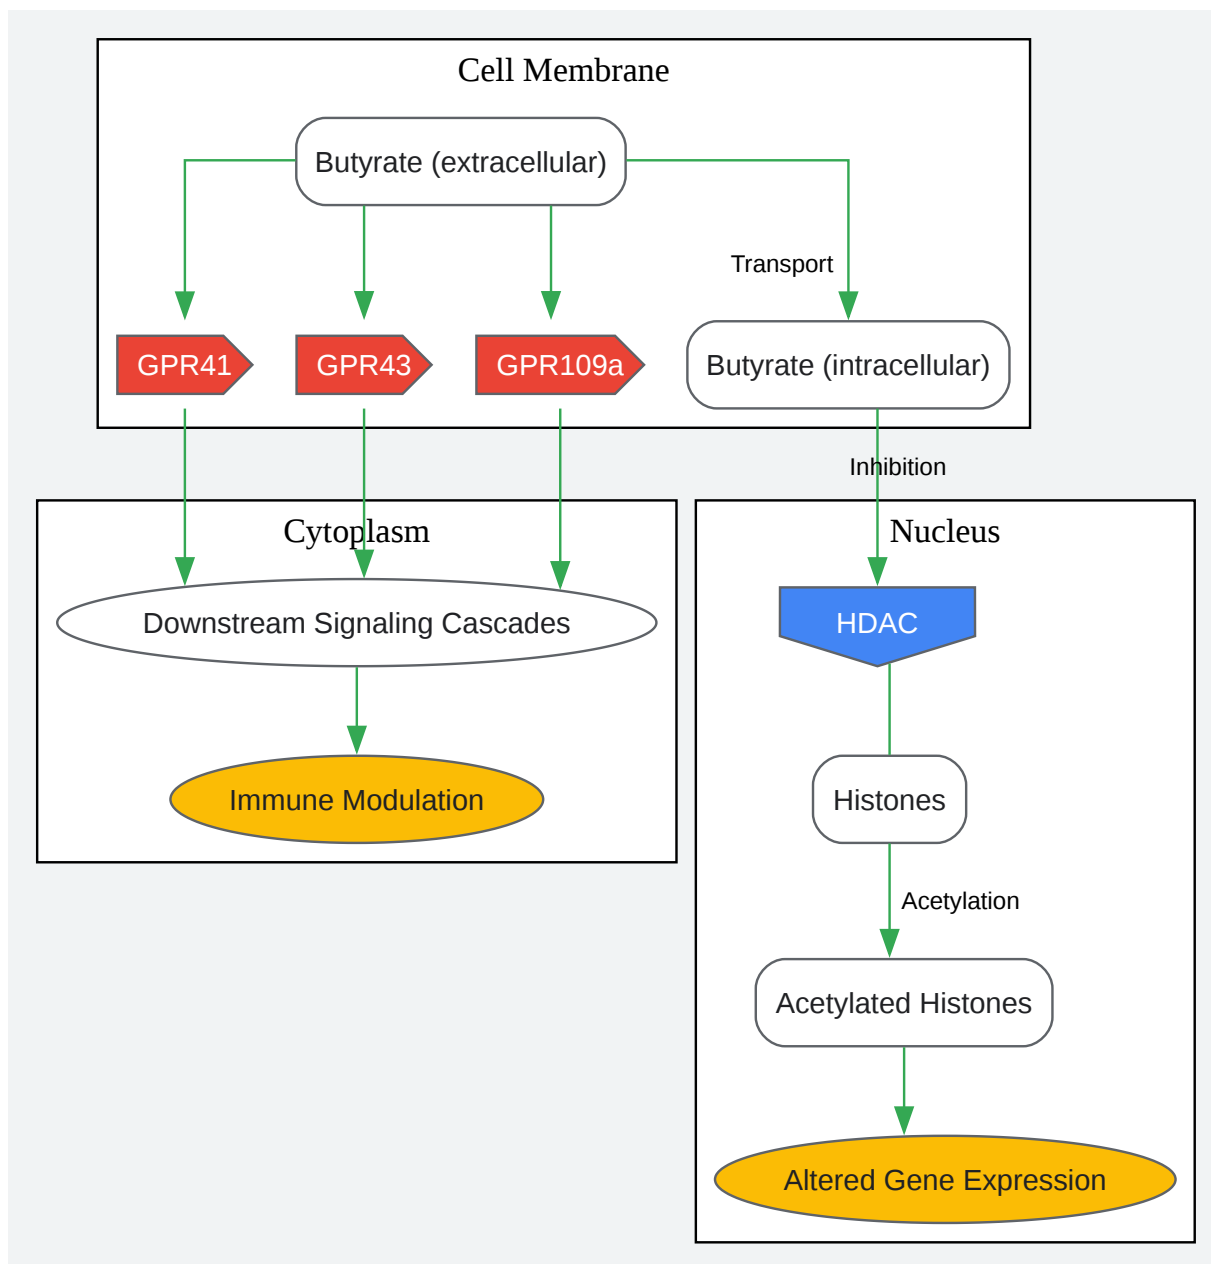 Cell Membrane
Butyrate (extracellular)
Transport
GPR41
GPR43
GPR109a
Butyrate (intracellular)
Inhibition
Cytoplasm
Nucleus
Downstream Signaling Cascades
HDAC
Immune Modulation
Histones
Acetylation
Acetylated Histones
Altered Gene Expression